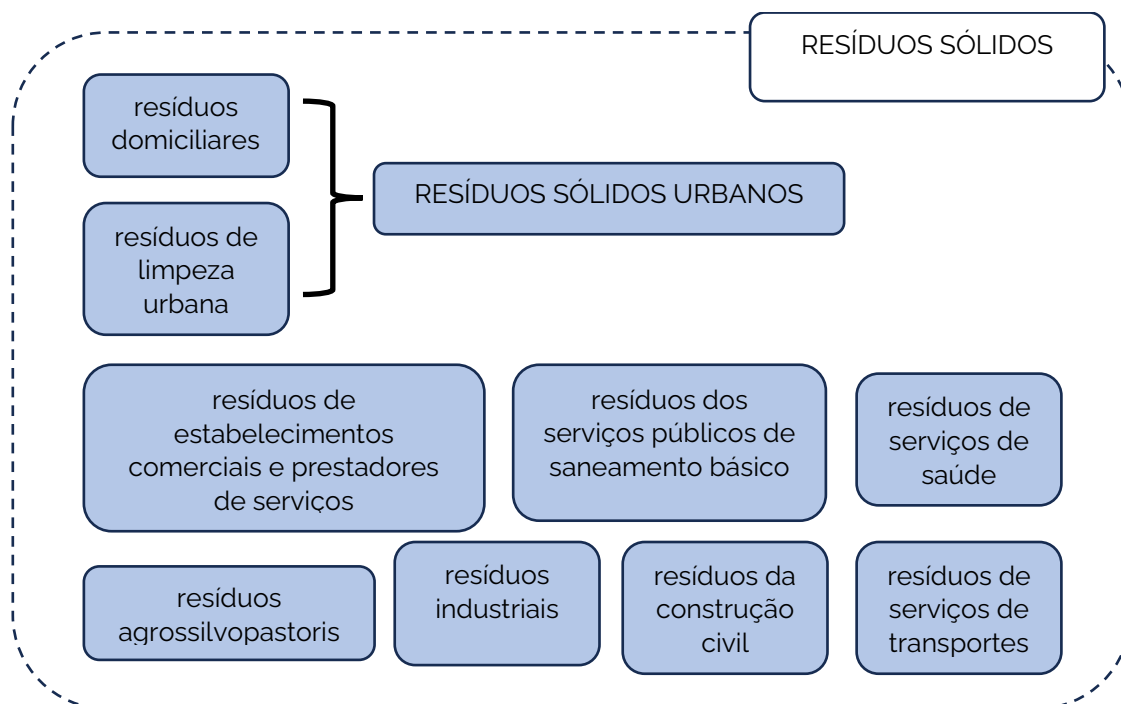 RESÍDUOS SÓLIDOS
resíduos
domiciliares
RESÍDUOS SÓLIDOS URBANOS
resíduos de
limpeza
urbana
resíduos de
estabelecimentos
comerciais e prestadores
de serviços
resíduos dos
serviços públicos de
saneamento básico
resíduos de
serviços de
saúde
resíduos
agrossilvopastoris
resíduos
industriais
resíduos da
construção
civil
resíduos de
serviços de
transportes